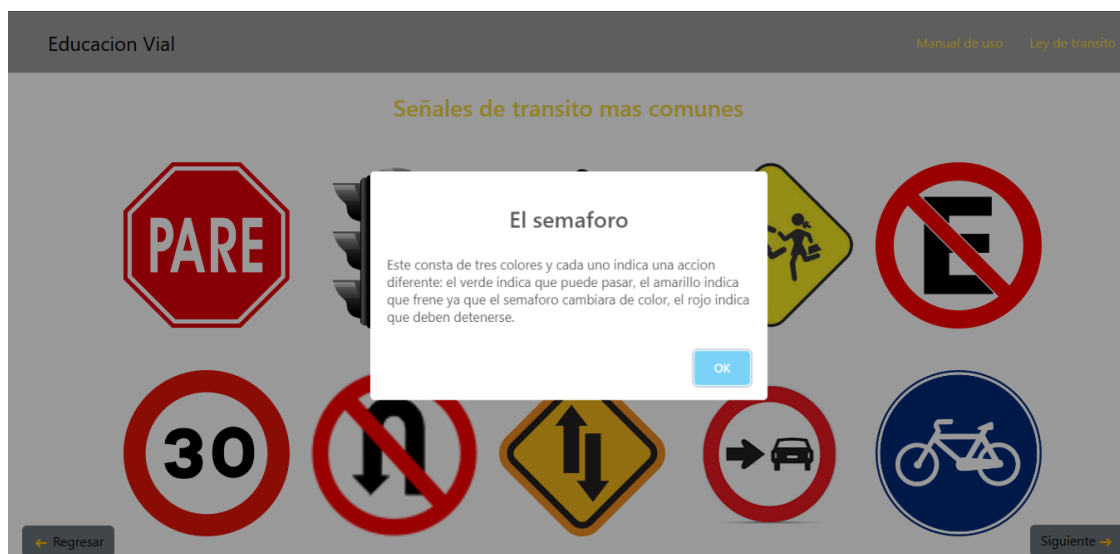 Educacion Vial
Manual de uso
Ley de transito
Señales de transito mas comunes
PARE
E
El semaforo
Este consta de tres colores y cada uno indica una accion
diferente: el verde indica que puede pasar, el amarillo indica
que frene ya que el semaforo cambiara de color, el rojo indica
que deben detenerse.
OK
30
← Regresar
Siguiente →